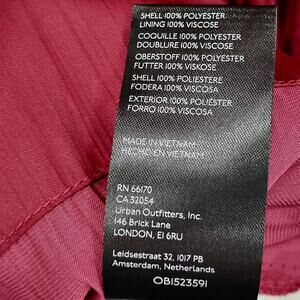 SHELL 100% POLYESTER
LINING 100% VISCOSE
COQUILLE 100% POLYESTER
DOUBLURE 100% VISCOSE
OBERSTOFF 100% POLYESTER
FUTTER 100% VISKOSE
SHELL 100% POLIESTERE
FODERA 100% VISCOSA
EXTERIOR 100% POLIÉSTER
FORRO 100% VISCOSA
MADE IN VIETNAM
HECHO EN VIETNAM
RN 66170
CA 32054
Urban Outfitters, Inc.
146 Brick Lane
LONDON, E1 6RU
Leidsestraat 32, 1017 PB
Amsterdam, Netherlands
OB1523591